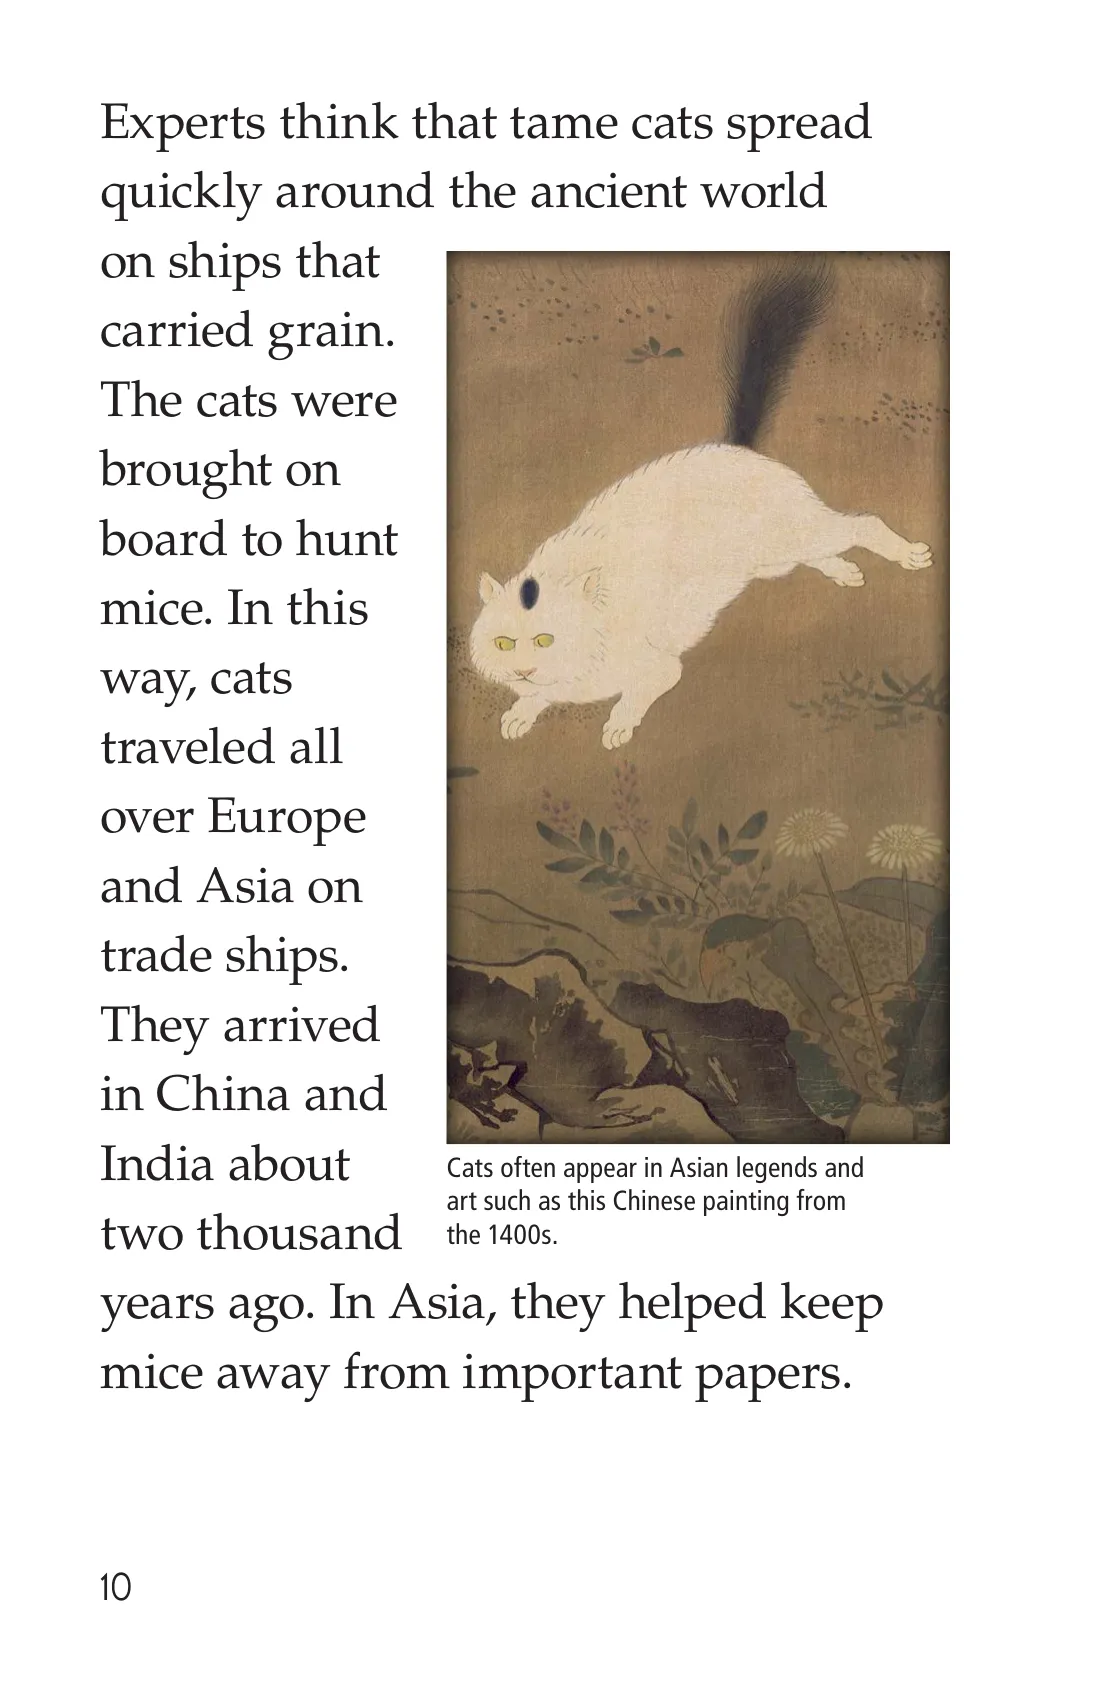 Experts think that tame cats spread
quickly around the ancient world
on ships that
carried grain.
The cats were
brought on
board to hunt
mice. In this
way, cats
traveled all
over Europe
and Asia on
trade ships.
They arrived
in China and
India about
two thousand
years ago. In Asia, they helped keep
mice away from important papers.
Cats often appear in Asian legends and
art such as this Chinese painting from
the 1400s.
10